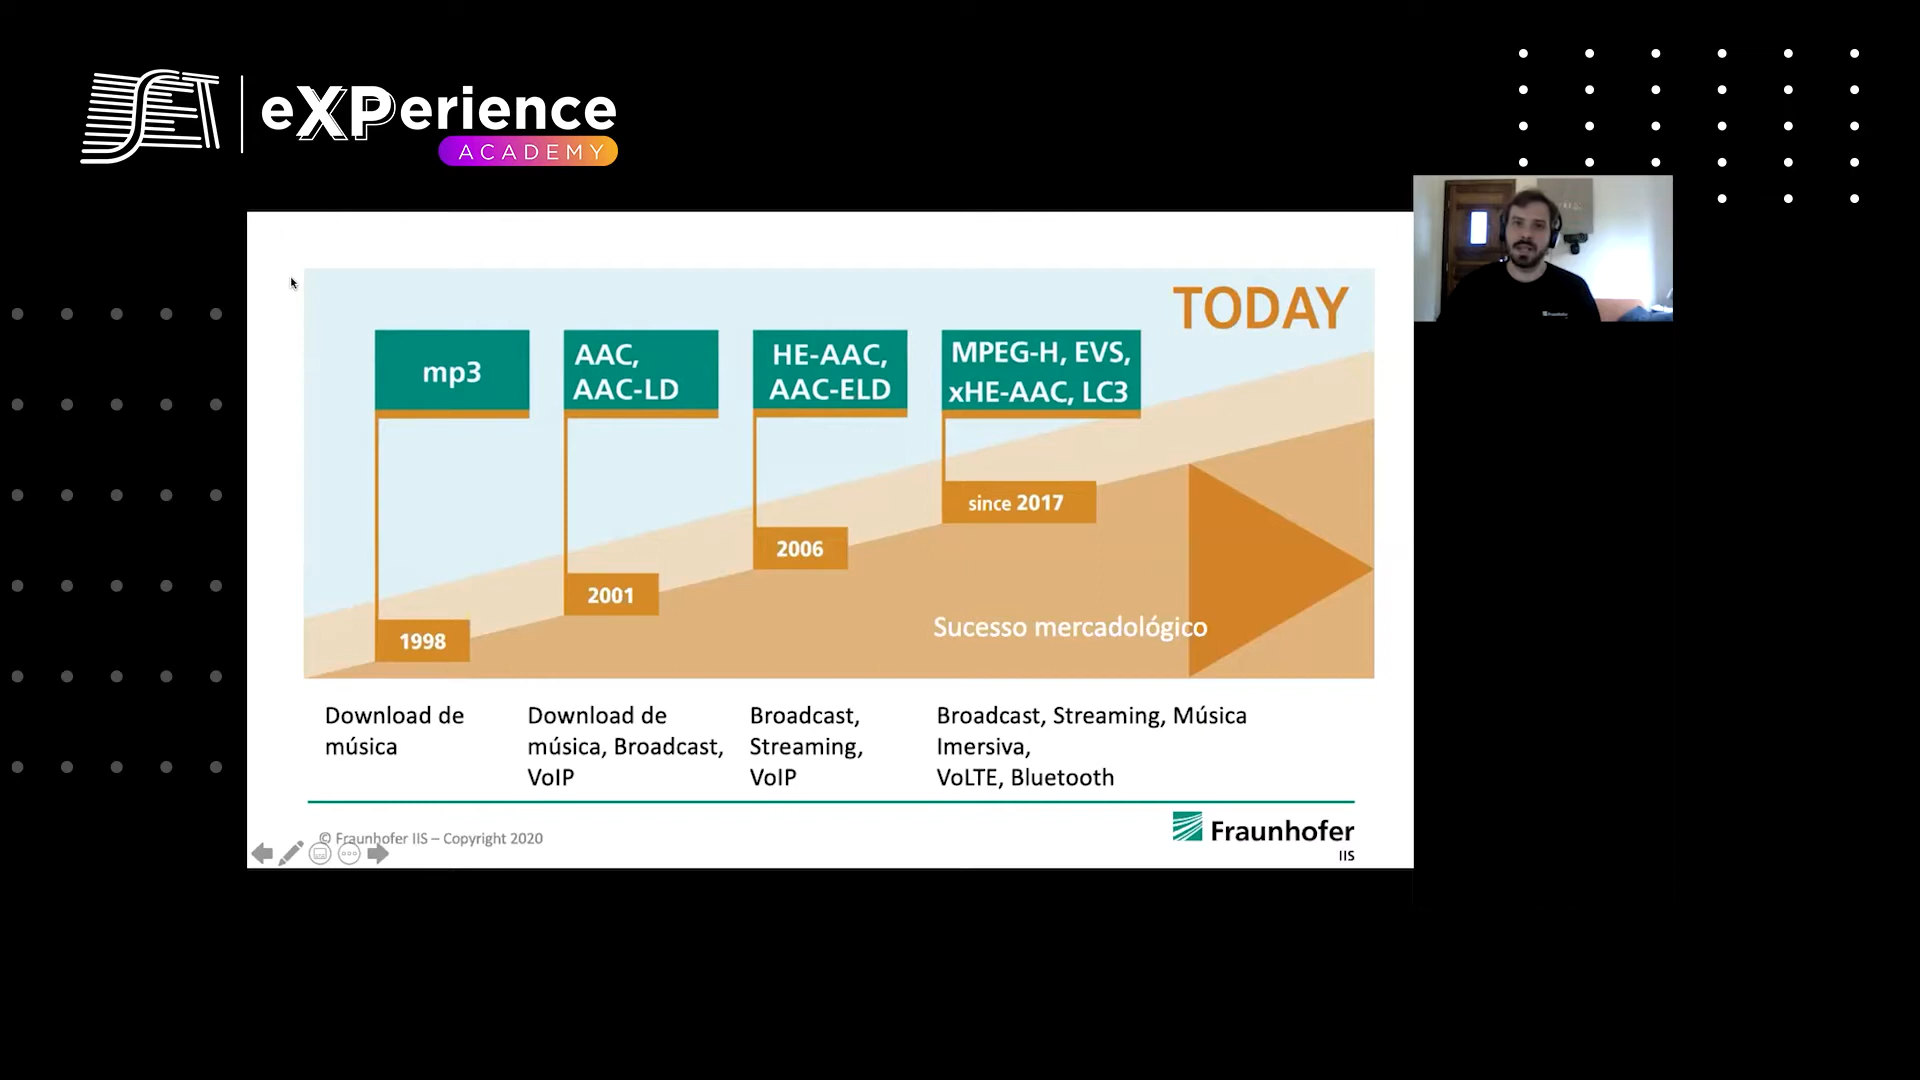 SET
eXPerience
ACADEMY
TODAY
mp3
AAC,
AAC-LD
HE-AAC,
AAC-ELD
MPEG-H, EVS,
xHE-AAC, LC3
since 2017
2006
2001
1998
Sucesso mercadológico
Download de
música
Download de
música, Broadcast,
VoIP
Broadcast,
Streaming,
VoIP
Broadcast, Streaming, Música
Imersiva,
VoLTE, Bluetooth
© Fraunhofer IIS – Copyright 2020
Fraunhofer
IIS